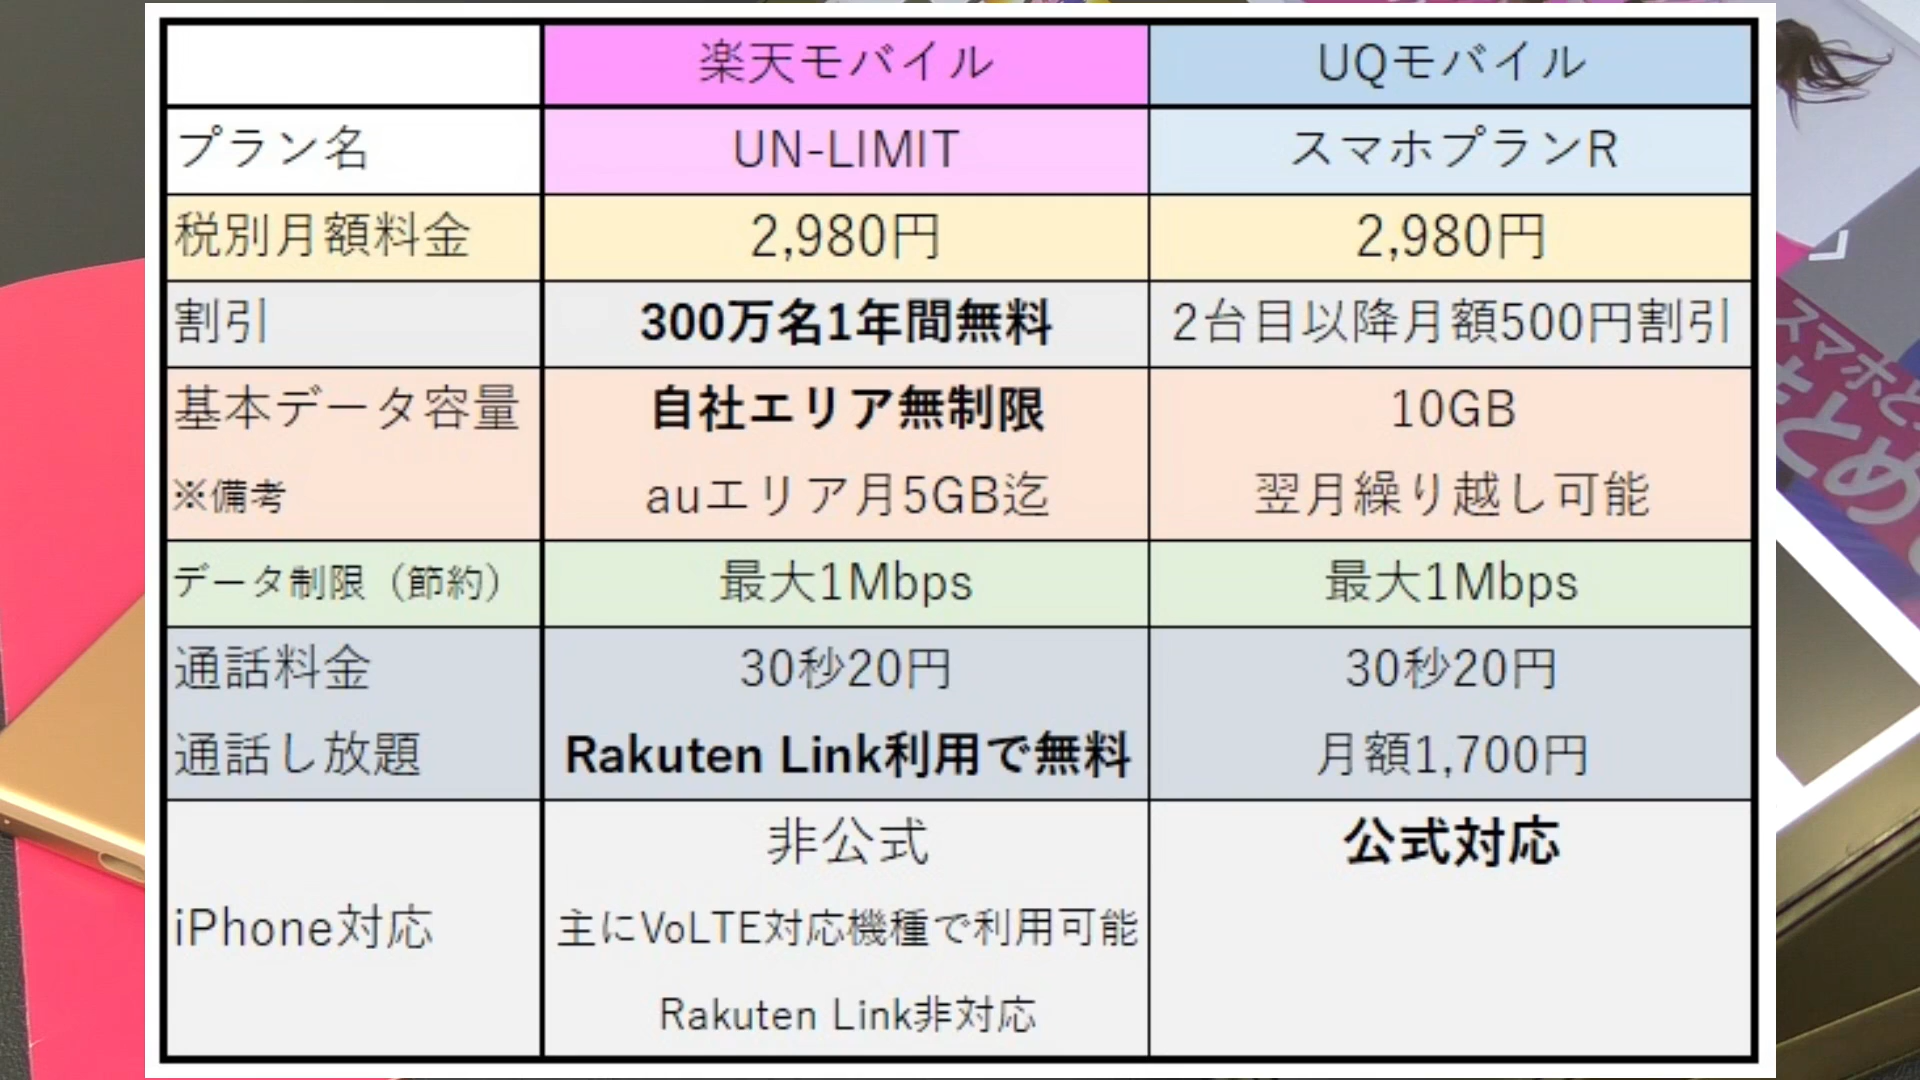 楽天モバイル UQモバイル
プラン名 UN-LIMIT スマホプランR
税別月額料金 2,980円 2,980円
割引 300万名1年間無料 2台目以降月額500円割引
基本データ容量 自社エリア無制限 10GB
※備考 auエリア月5GB迄 翌月繰り越し可能
データ制限（節約） 最大1Mbps 最大1Mbps
通話料金 30秒20円 30秒20円
通話し放題 Rakuten Link利用で無料 月額1,700円
非公式 公式対応
iPhone対応 主にVoLTE対応機種で利用可能
Rakuten Link非対応
スマホと
まとめ